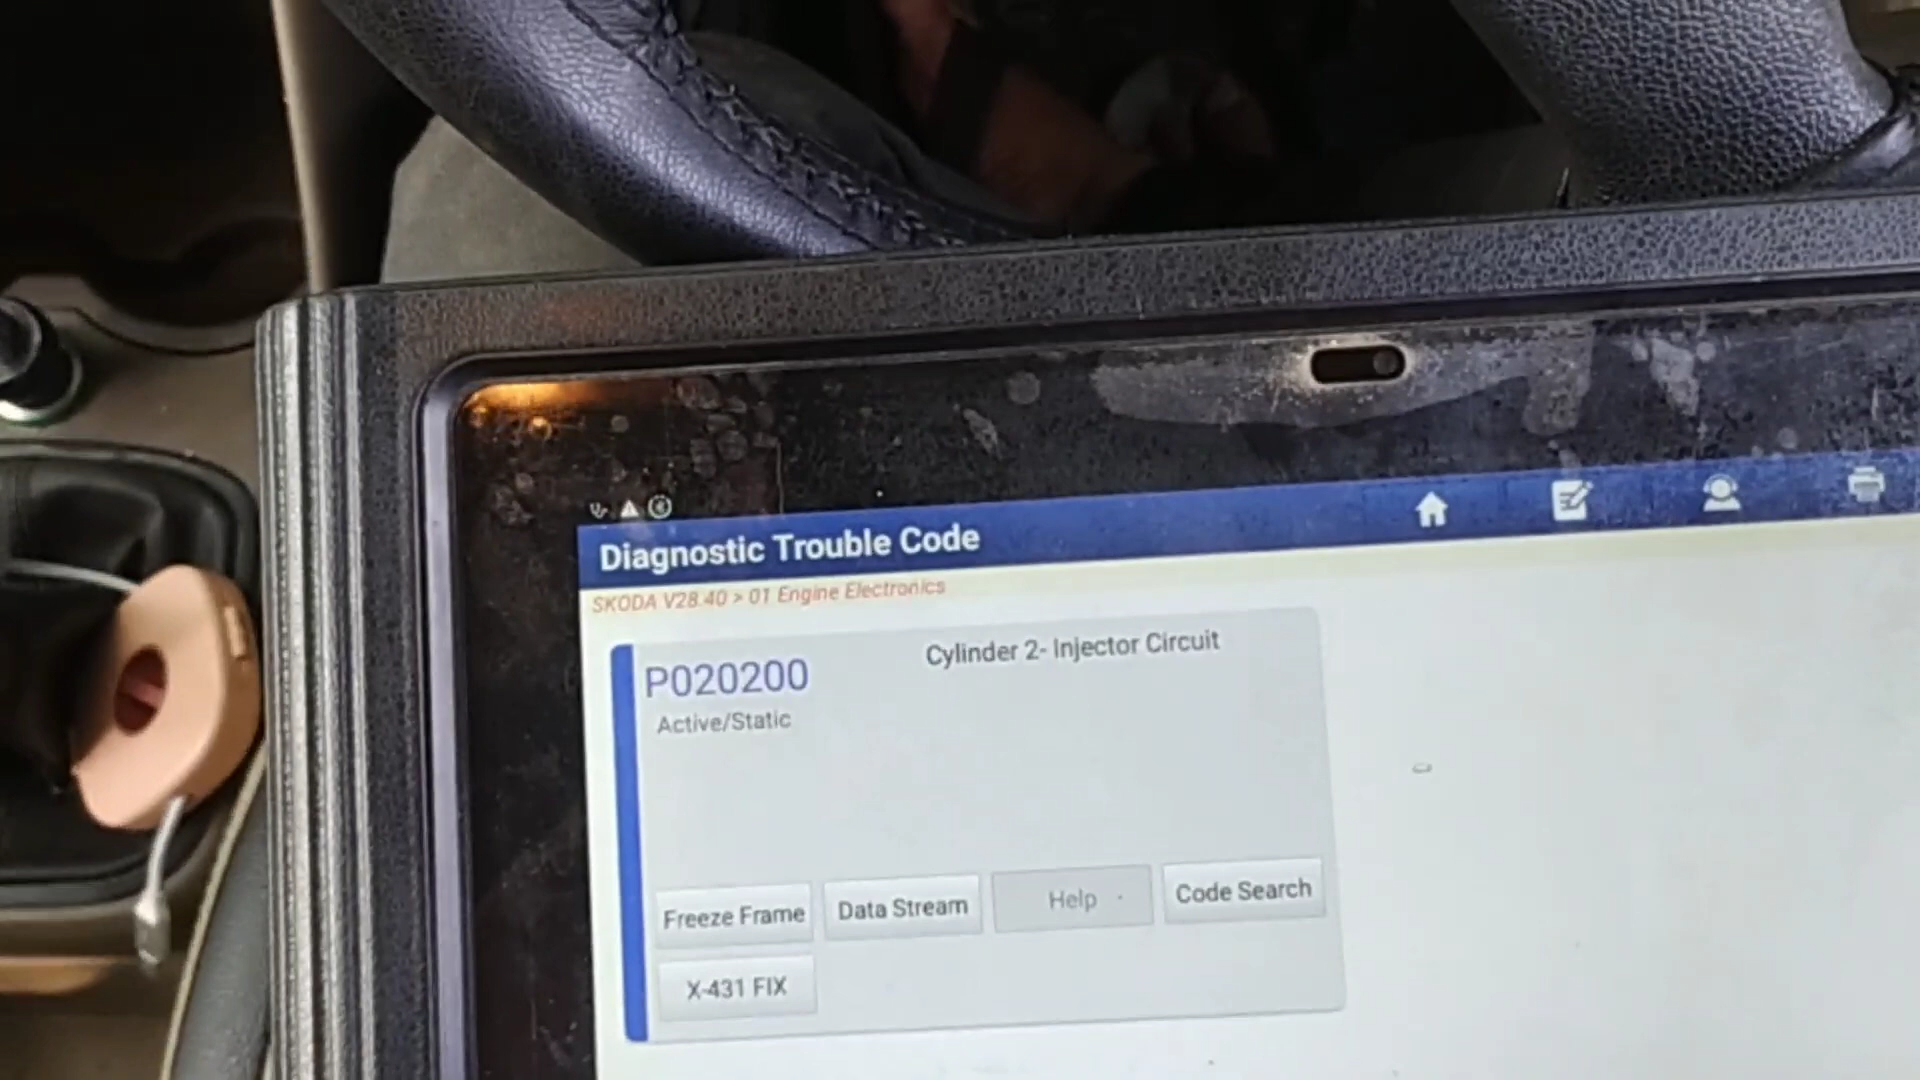 Diagnostic Trouble Code
SKODA V28.40 > 01 Engine Electronics
P020200
Cylinder 2- Injector Circuit
Active/Static
Freeze Frame
Data Stream
Help
Code Search
X-431 FIX